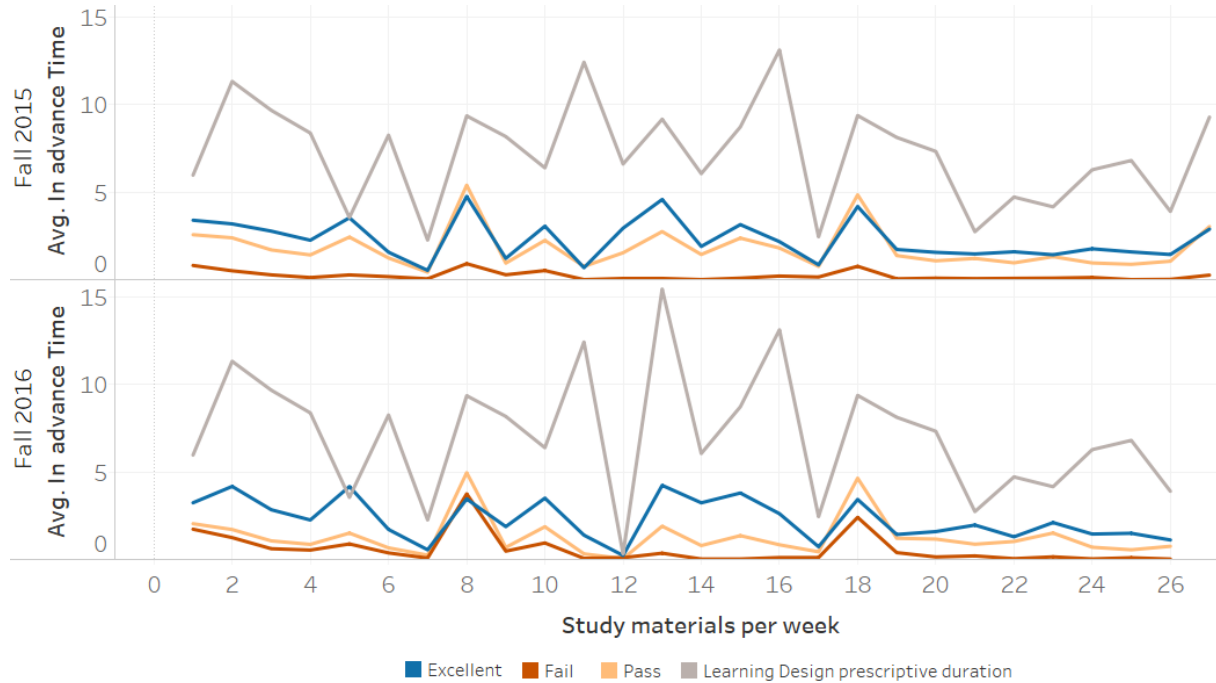 Fall 2015
Avg. In advance Time
15
10
5
0
Fall 2016
Avg. In advance Time
15
10
5
0
0 2 4 6 8 10 12 14 16 18 20 22 24 26
Study materials per week
Excellent Fail Pass Learning Design prescriptive duration